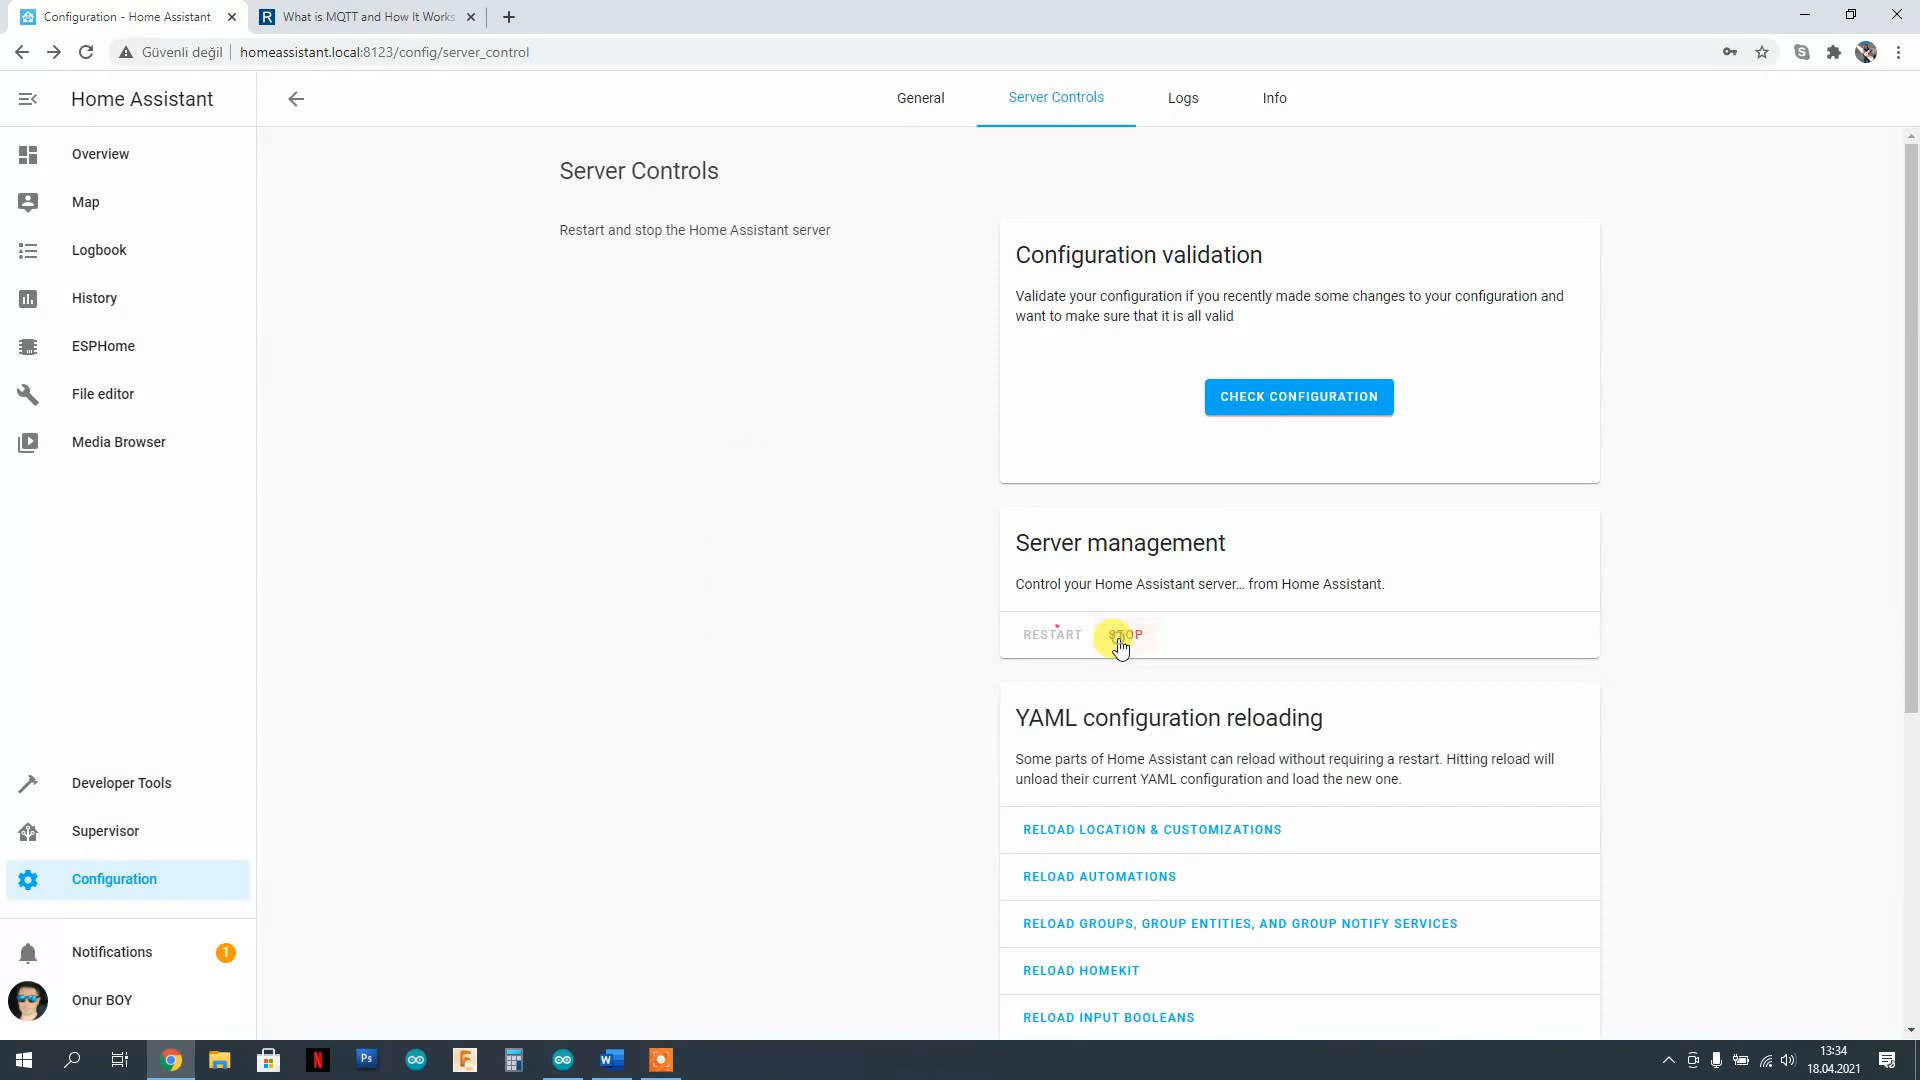 Configuration - Home Assistant
What is MQTT and How It Works
Güvenli değil
homeassistant.local:8123/config/server_control
Home Assistant
General
Server Controls
Logs
Info
Overview
Map
Logbook
History
ESPHome
File editor
Media Browser
Developer Tools
Supervisor
Configuration
Notifications
1
Onur BOY
Server Controls
Restart and stop the Home Assistant server
Configuration validation
Validate your configuration if you recently made some changes to your configuration and
want to make sure that it is all valid
CHECK CONFIGURATION
Server management
Control your Home Assistant server… from Home Assistant.
RESTART
STOP
YAML configuration reloading
Some parts of Home Assistant can reload without requiring a restart. Hitting reload will
unload their current YAML configuration and load the new one.
RELOAD LOCATION & CUSTOMIZATIONS
RELOAD AUTOMATIONS
RELOAD GROUPS, GROUP ENTITIES, AND GROUP NOTIFY SERVICES
RELOAD HOMEKIT
RELOAD INPUT BOOLEANS
13:34
18.04.2021